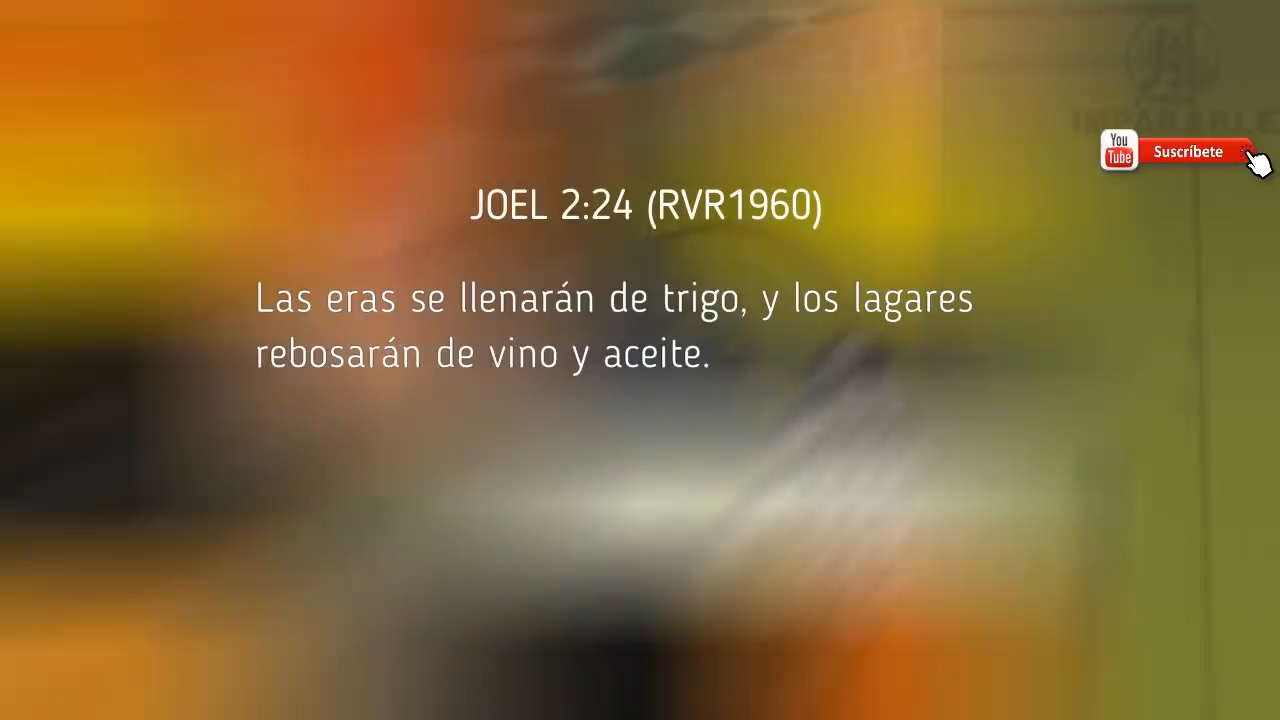 IMPARABLE
You
Tube
Suscríbete
JOEL 2:24 (RVR1960)
Las eras se llenarán de trigo, y los lagares
rebosarán de vino y aceite.